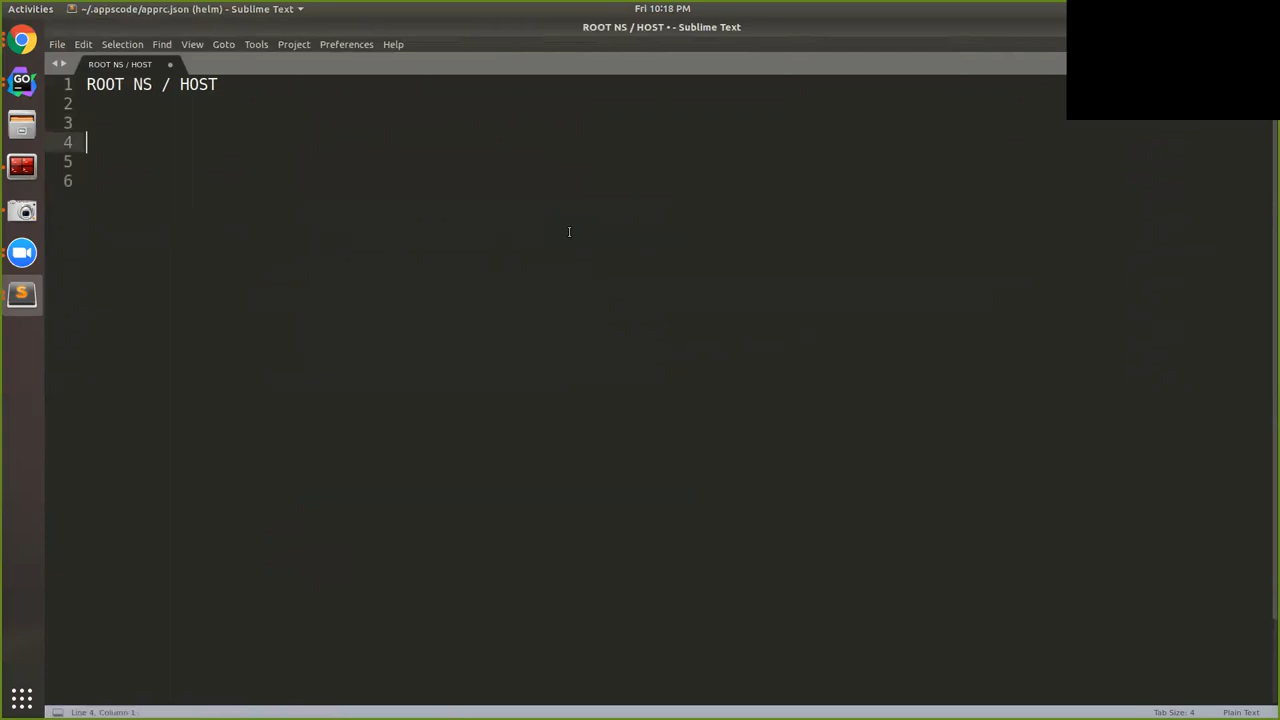 Activities ~/.appscode/apprc.json (helm) - Sublime Text Fri 10:18 PM
ROOT NS / HOST • - Sublime Text
File Edit Selection Find View Goto Tools Project Preferences Help
ROOT NS / HOST
1 ROOT NS / HOST
2
3
4
5
6
GO
S
Line 4, Column 1 Tab Size: 4 Plain Text